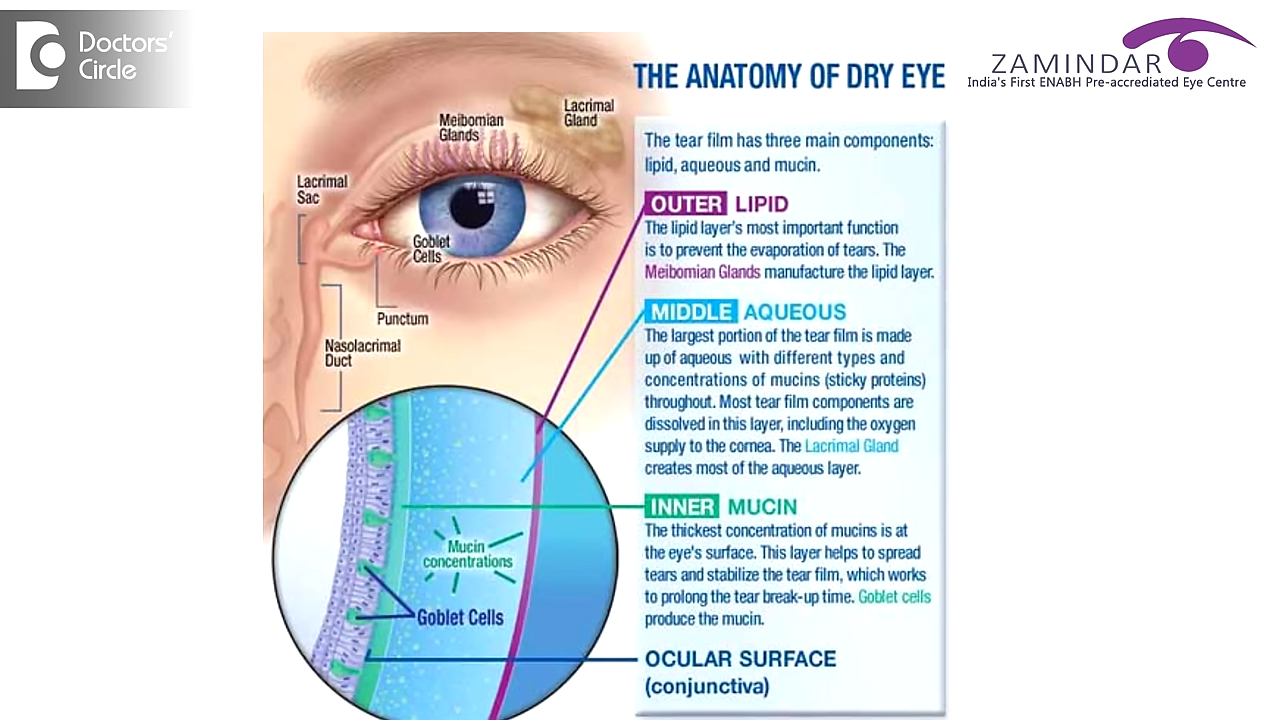 Doctors'
Circle
ZAMINDAR
India's First ENABH Pre-accredited Eye Centre
THE ANATOMY OF DRY EYE
Lacrimal
Gland
Meibomian
Glands
Lacrimal
Sac
Goblet
Cells
Punctum
Nasolacrimal
Duct
The tear film has three main components:
lipid, aqueous and mucin.
OUTER LIPID
The lipid layer's most important function
is to prevent the evaporation of tears. The
Meibomian Glands manufacture the lipid layer.
MIDDLE AQUEOUS
The largest portion of the tear film is made
up of aqueous with different types and
concentrations of mucins (sticky proteins)
throughout. Most tear film components are
dissolved in this layer, including the oxygen
supply to the cornea. The Lacrimal Gland
creates most of the aqueous layer.
INNER MUCIN
The thickest concentration of mucins is at
the eye's surface. This layer helps to spread
tears and stabilize the tear film, which works
to prolong the tear break-up time. Goblet cells
produce the mucin.
Mucin
concentrations
Goblet Cells
OCULAR SURFACE
(conjunctiva)